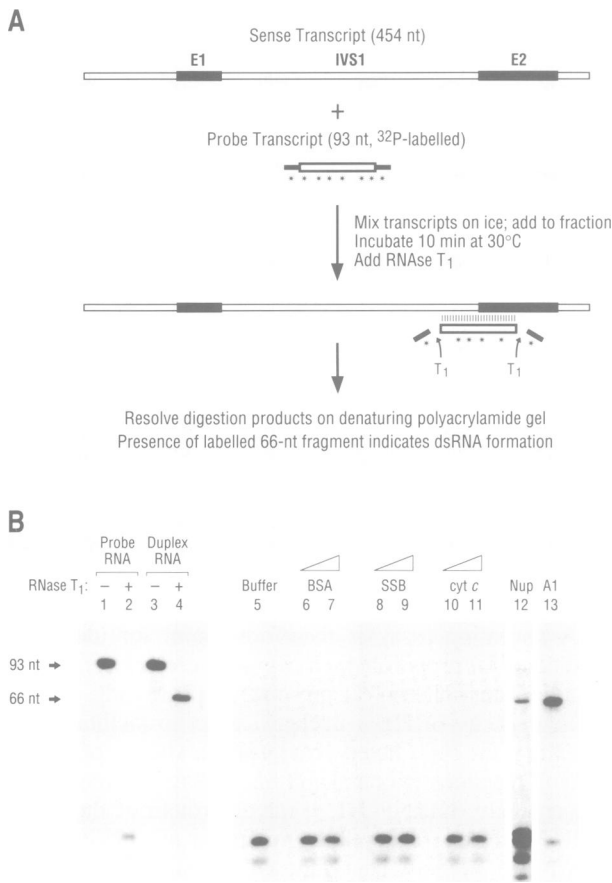 A
Sense Transcript (454 nt)
E1 IVS1 E2
+
Probe Transcript (93 nt, ³²P-labelled)
* * * * * * * *
Mix transcripts on ice; add to fraction
Incubate 10 min at 30°C
Add RNAse T₁
* * * * * * *
T₁ T₁
Resolve digestion products on denaturing polyacrylamide gel
Presence of labelled 66-nt fragment indicates dsRNA formation
B
Probe RNA Duplex RNA
RNase T₁: – + – + Buffer BSA SSB cyt c Nup A1
1 2 3 4 5 6 7 8 9 10 11 12 13
93 nt
66 nt